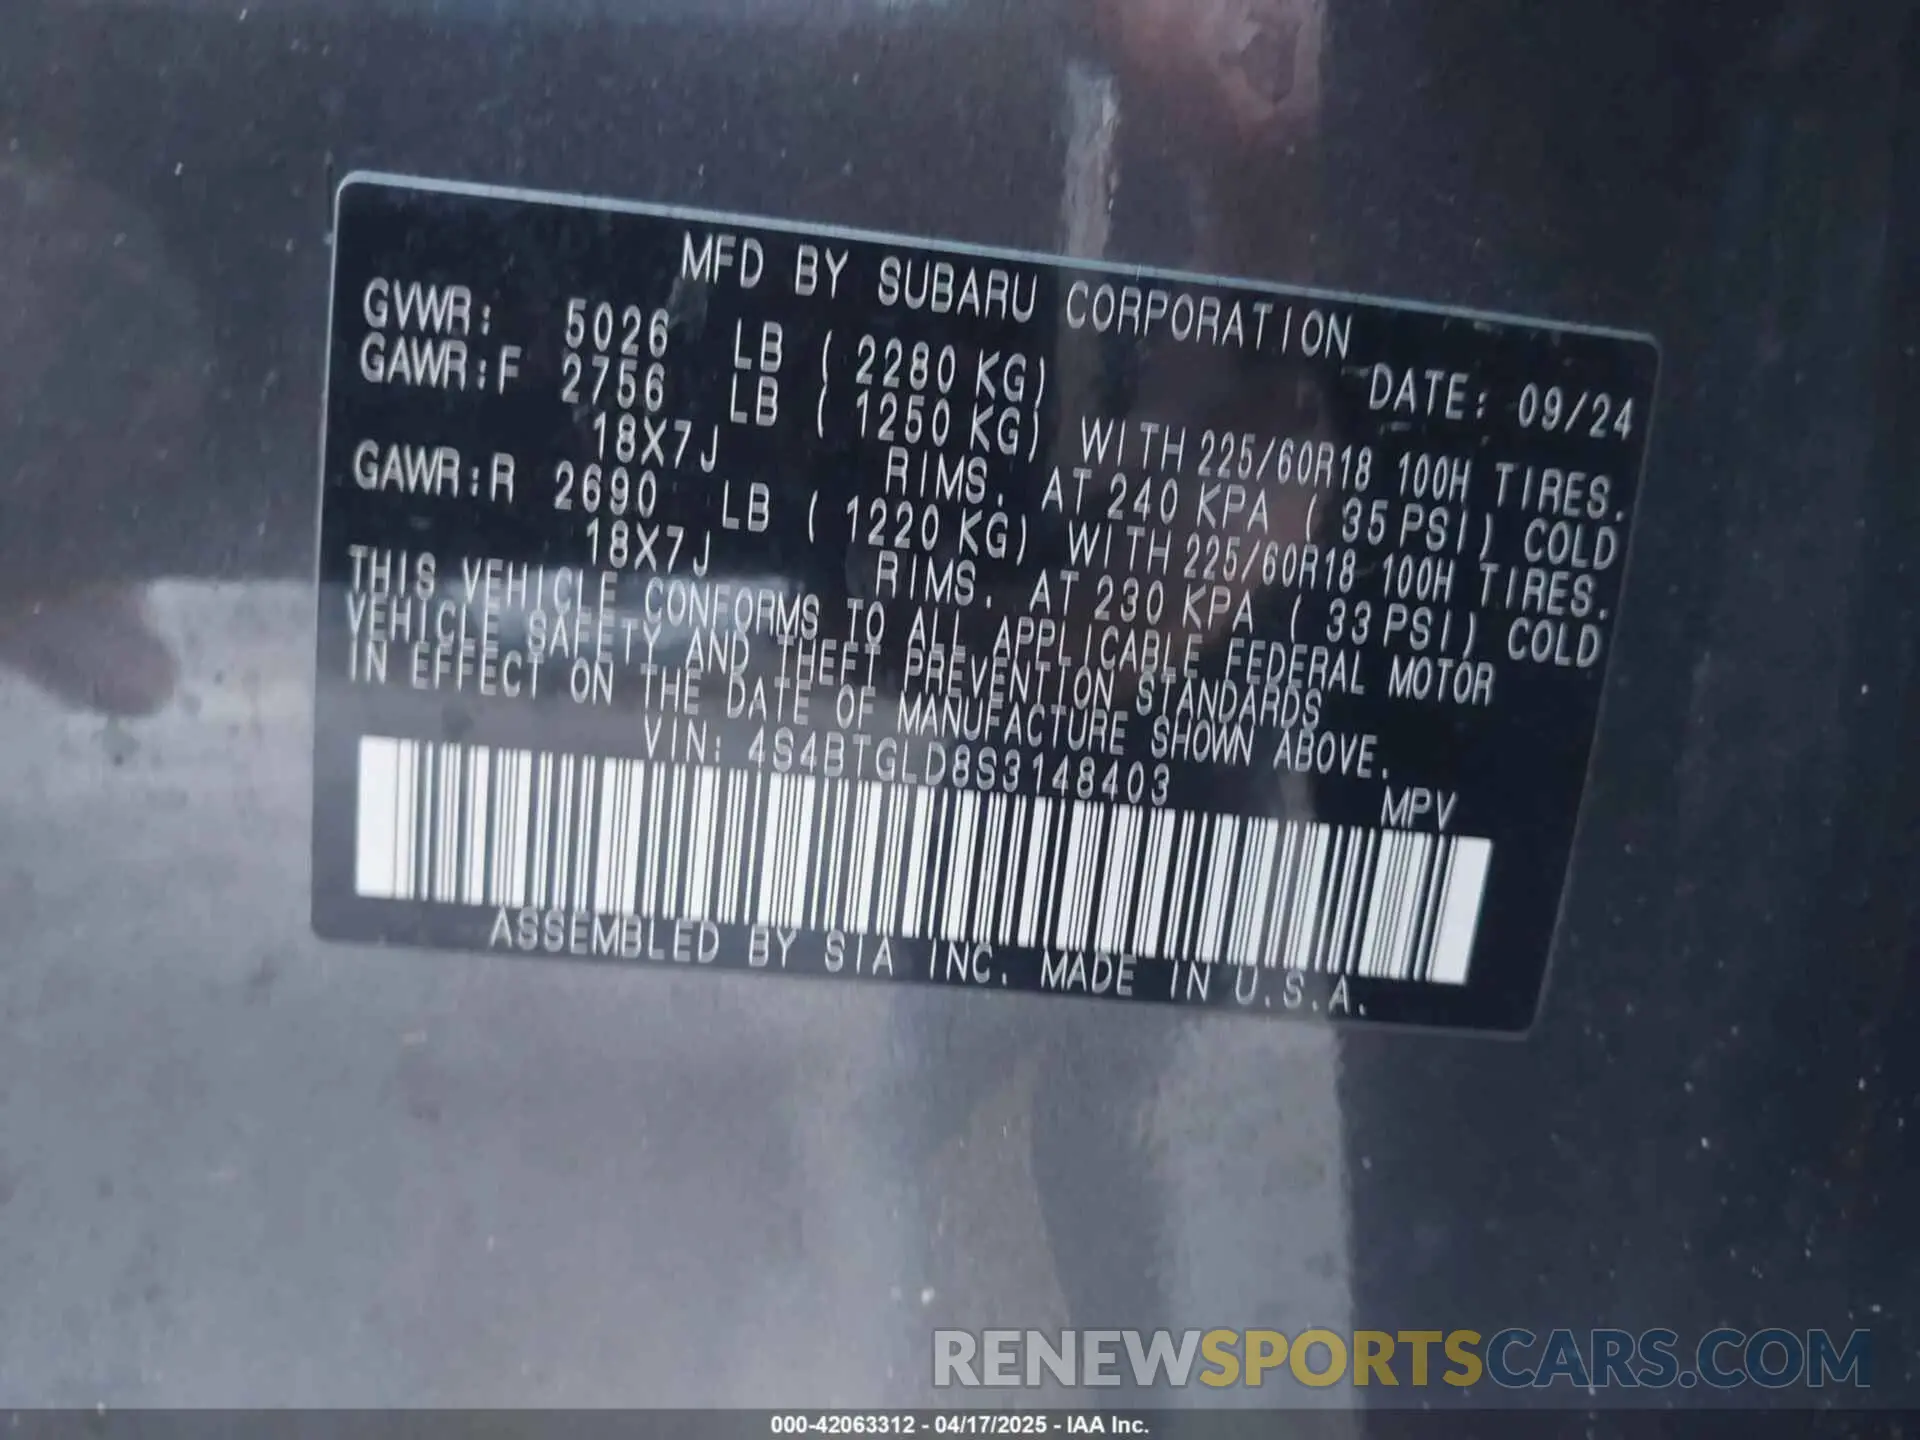 MFD BY SUBARU CORPORATION
GVWR: 5026 LB ( 2280 KG) DATE: 09/24
GAWR:F 2756 LB ( 1250 KG) WITH 225/60R18 100H TIRES.
18X7J RIMS. AT 240 KPA ( 35 PSI) COLD
GAWR:R 2690 LB ( 1220 KG) WITH 225/60R18 100H TIRES.
18X7J RIMS. AT 230 KPA ( 33 PSI) COLD
THIS VEHICLE CONFORMS TO ALL APPLICABLE FEDERAL MOTOR
VEHICLE SAFETY AND THEFT PREVENTION STANDARDS
IN EFFECT ON THE DATE OF MANUFACTURE SHOWN ABOVE.
VIN: 4S4BTGLD8S3148403 MPV
ASSEMBLED BY SIA INC. MADE IN U.S.A.
RENEWSPORTSCARS.COM
000-42063312 - 04/17/2025 - IAA Inc.